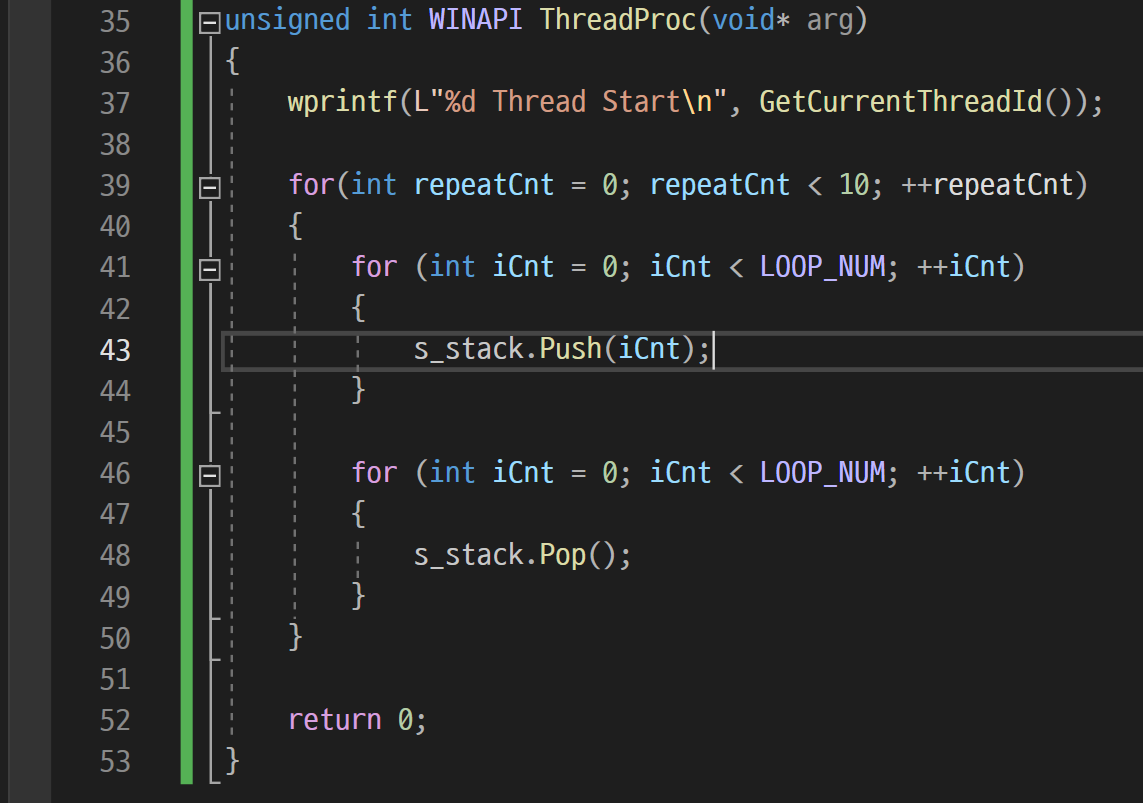 35 unsigned int WINAPI ThreadProc(void* arg)
36 {
37     wprintf(L"%d Thread Start\n", GetCurrentThreadId());
38
39     for(int repeatCnt = 0; repeatCnt < 10; ++repeatCnt)
40     {
41         for (int iCnt = 0; iCnt < LOOP_NUM; ++iCnt)
42         {
43             s_stack.Push(iCnt);
44         }
45
46         for (int iCnt = 0; iCnt < LOOP_NUM; ++iCnt)
47         {
48             s_stack.Pop();
49         }
50     }
51
52     return 0;
53 }